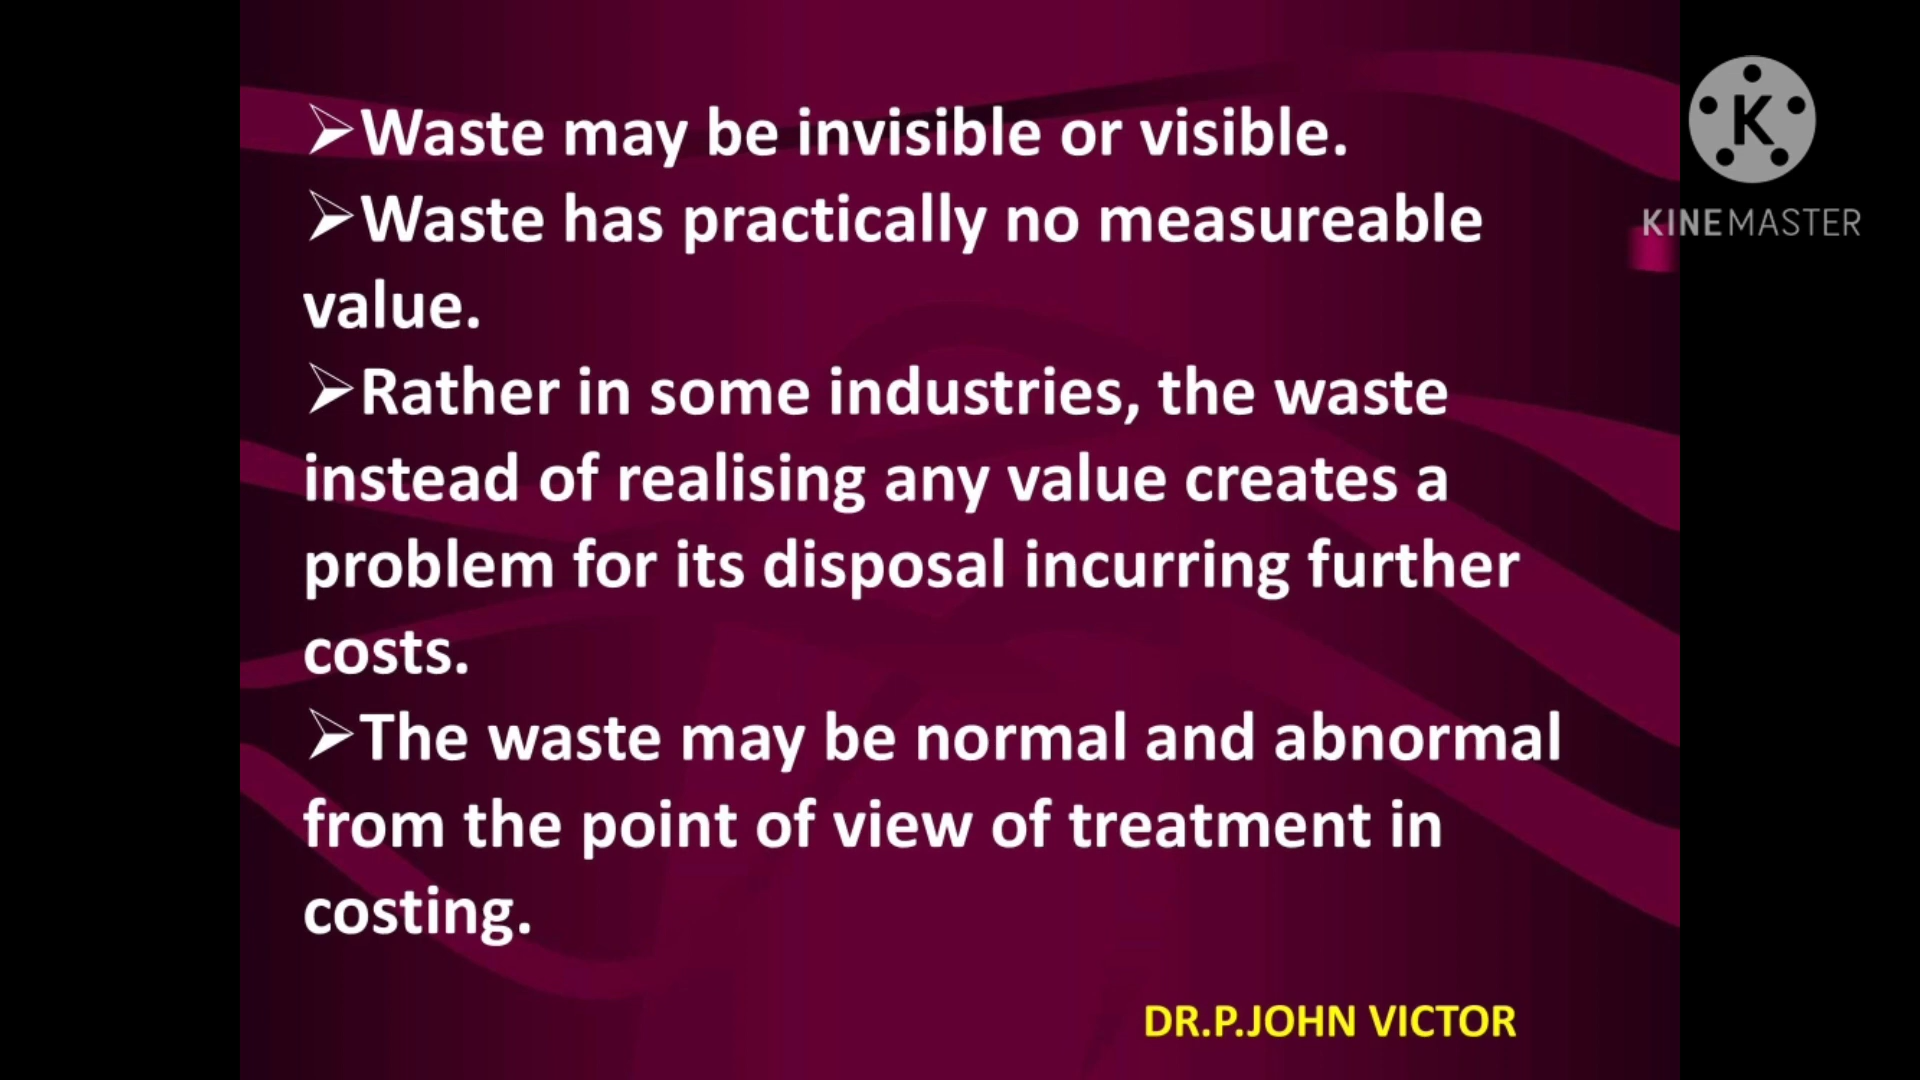 ➢Waste may be invisible or visible.
➢Waste has practically no measureable
value.
➢Rather in some industries, the waste
instead of realising any value creates a
problem for its disposal incurring further
costs.
➢The waste may be normal and abnormal
from the point of view of treatment in
costing.
DR.P.JOHN VICTOR
K
KINEMASTER